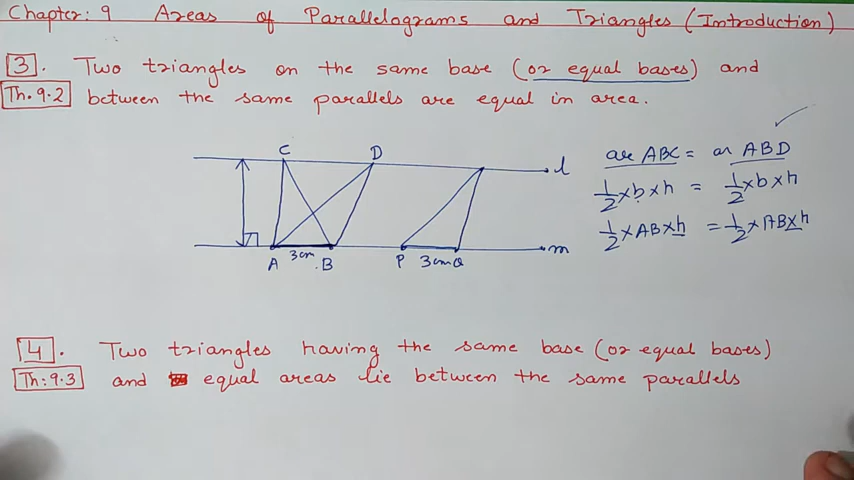 Chapter: 9 Areas of Parallelograms and Triangles (Introduction)
3. Two triangles on the same base (or equal bases) and
Th. 9.2 between the same parallels are equal in area.
C D l
are ABC = ar ABD
1/2 × b × h = 1/2 × b × h
1/2 × AB × h = 1/2 × AB × h
A 3cm B P 3cm Q m
4. Two triangles having the same base (or equal bases)
Th: 9.3 and equal areas lie between the same parallels